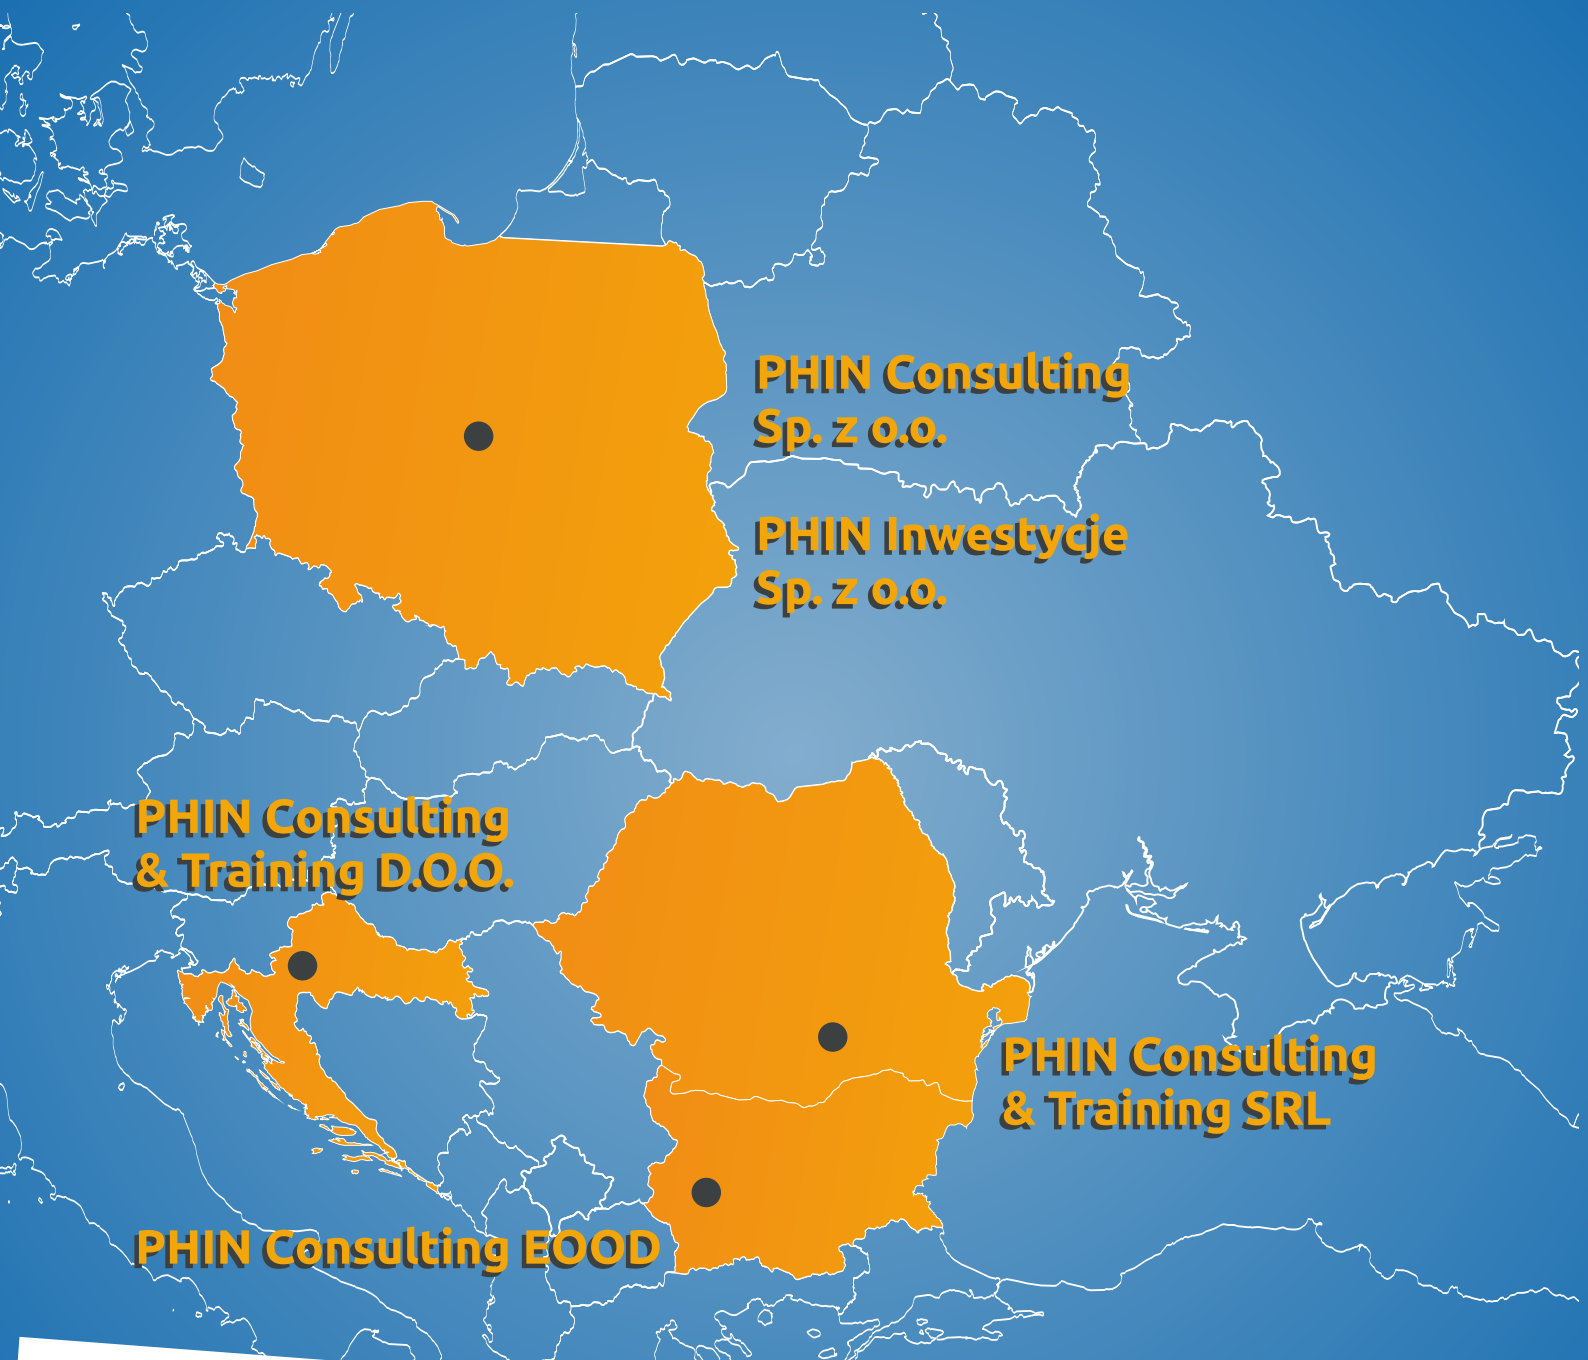 PHIN Consulting
Sp. z o.o.
PHIN Inwestycje
Sp. z o.o.
PHIN Consulting
& Training D.O.O.
PHIN Consulting
& Training SRL
PHIN Consulting EOOD